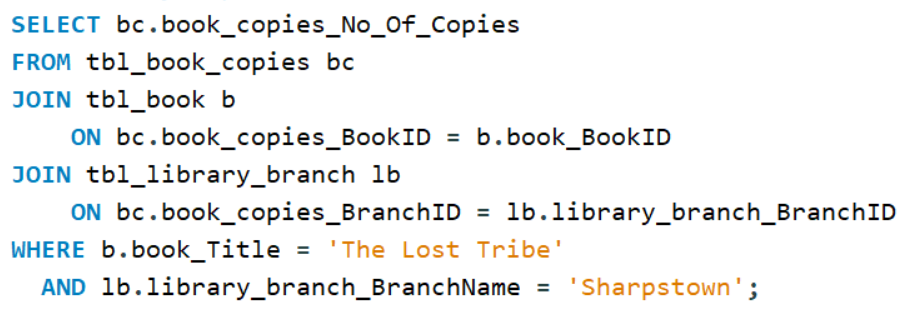 SELECT bc.book_copies_No_Of_Copies
FROM tbl_book_copies bc
JOIN tbl_book b
    ON bc.book_copies_BookID = b.book_BookID
JOIN tbl_library_branch lb
    ON bc.book_copies_BranchID = lb.library_branch_BranchID
WHERE b.book_Title = 'The Lost Tribe'
  AND lb.library_branch_BranchName = 'Sharpstown';